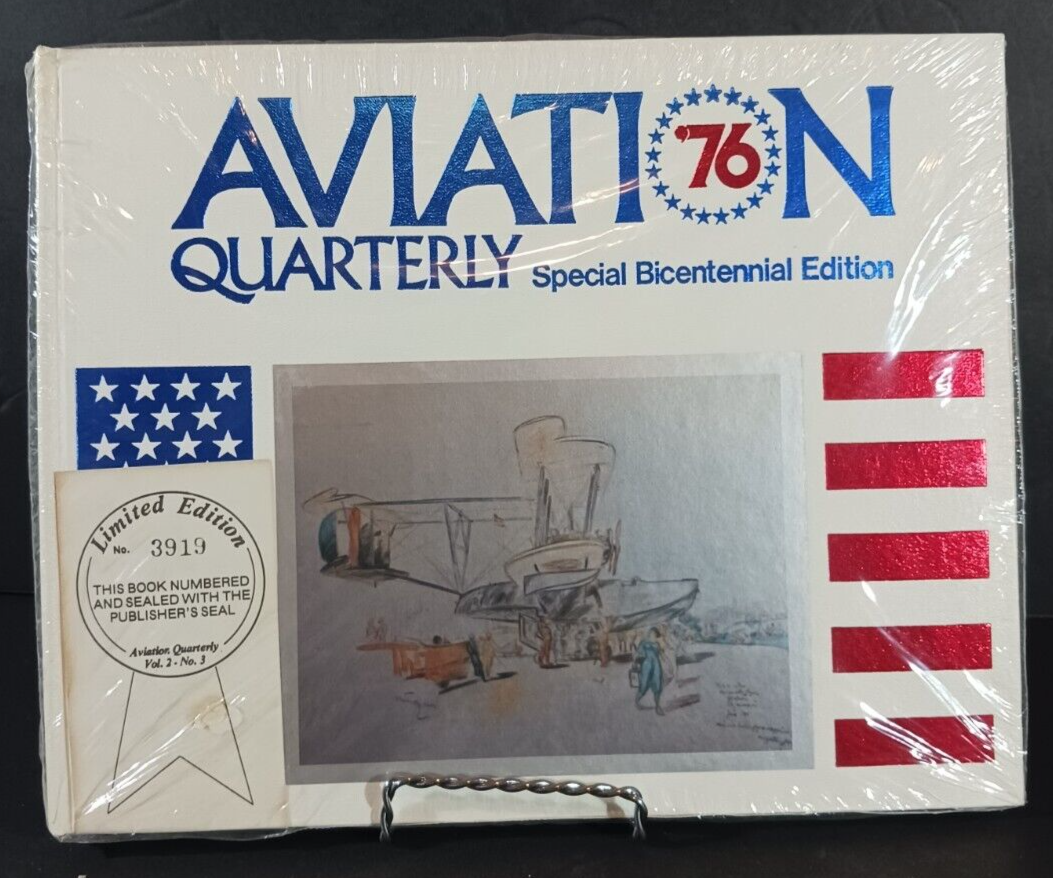 AVIATION
'76
QUARTERLY Special Bicentennial Edition
Limited Edition
No. 3919
THIS BOOK NUMBERED
AND SEALED WITH THE
PUBLISHER'S SEAL
Aviation Quarterly
Vol. 2 - No. 3